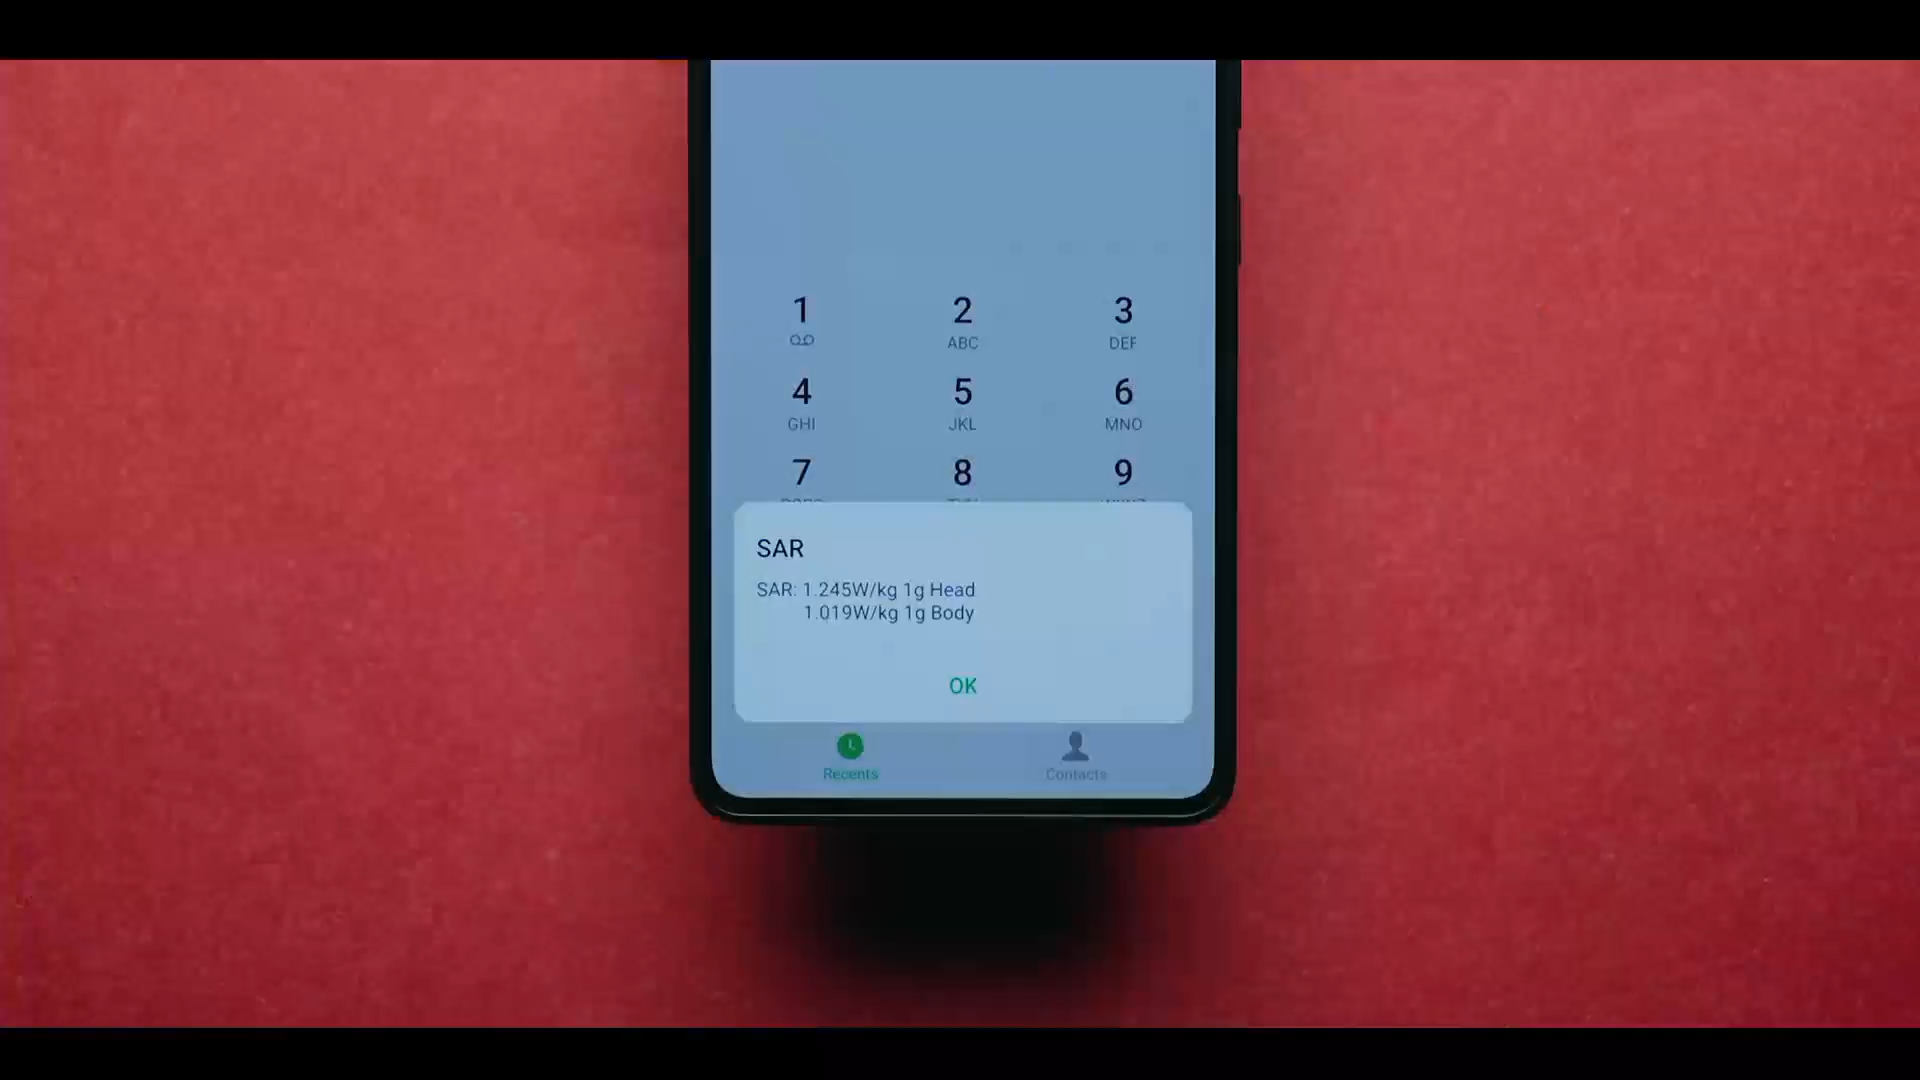 1 2 3
ABC DEF
4 5 6
GHI JKL MNO
7 8 9
SAR
SAR: 1.245W/kg 1g Head
1.019W/kg 1g Body
OK
Recents Contacts